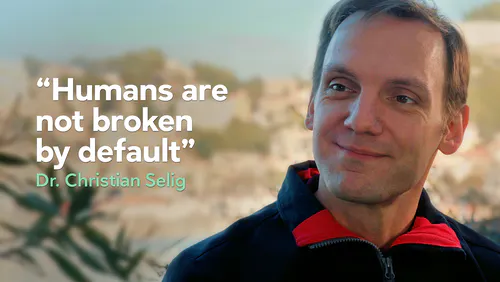 “Humans are
not broken
by default”
Dr. Christian Selig